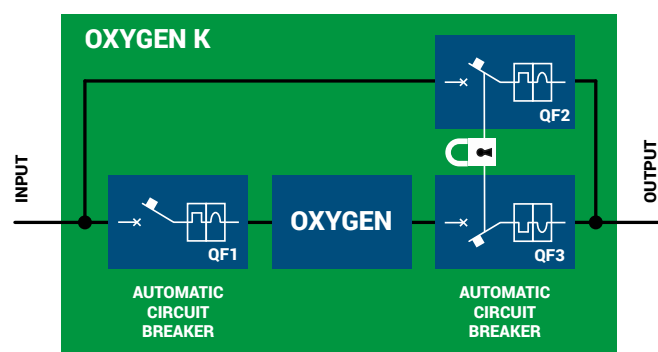 OXYGEN K
QF2
INPUT
OUTPUT
OXYGEN
QF1
QF3
AUTOMATIC
CIRCUIT
BREAKER
AUTOMATIC
CIRCUIT
BREAKER